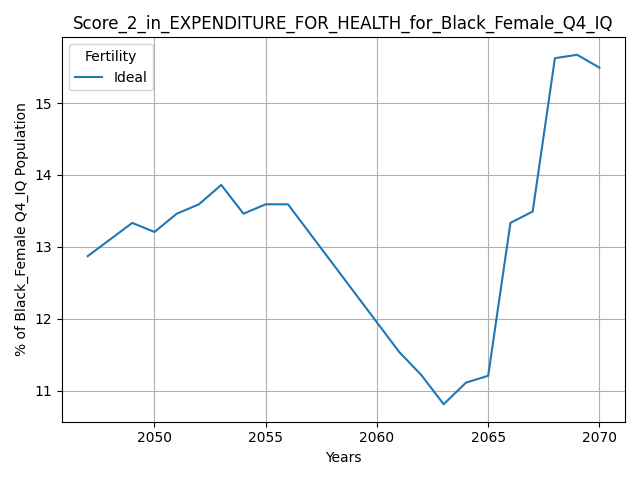 Score_2_in_EXPENDITURE_FOR_HEALTH_for_Black_Female_Q4_IQ
Fertility
Ideal
% of Black_Female Q4_IQ Population
15
14
13
12
11
2050 2055 2060 2065 2070
Years